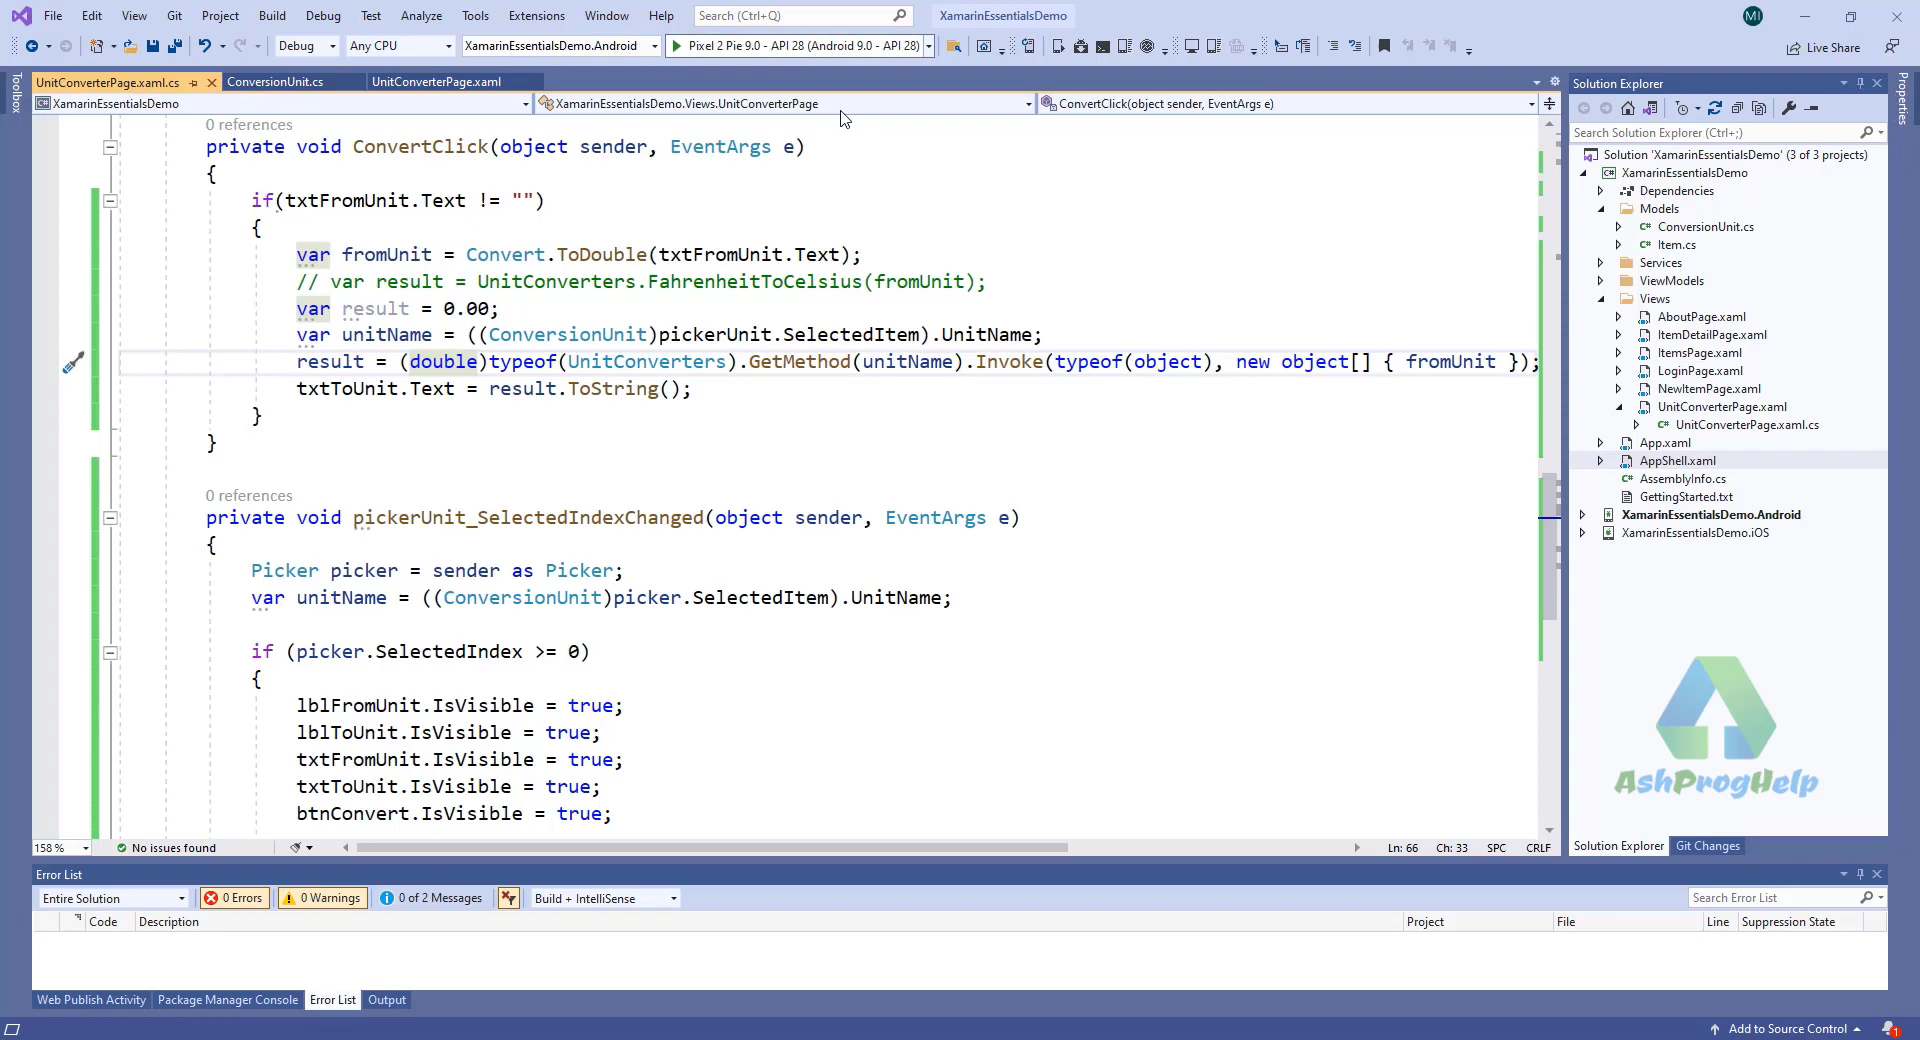 File Edit View Git Project Build Debug Test Analyze Tools Extensions Window Help Search (Ctrl+Q) XamarinEssentialsDemo MI
Debug Any CPU XamarinEssentialsDemo.Android Pixel 2 Pie 9.0 - API 28 (Android 9.0 - API 28) Live Share
Toolbox
UnitConverterPage.xaml.cs ConversionUnit.cs UnitConverterPage.xaml
XamarinEssentialsDemo XamarinEssentialsDemo.Views.UnitConverterPage ConvertClick(object sender, EventArgs e)
0 references
private void ConvertClick(object sender, EventArgs e)
{
if(txtFromUnit.Text != "")
{
var fromUnit = Convert.ToDouble(txtFromUnit.Text);
// var result = UnitConverters.FahrenheitToCelsius(fromUnit);
var result = 0.00;
var unitName = ((ConversionUnit)pickerUnit.SelectedItem).UnitName;
result = (double)typeof(UnitConverters).GetMethod(unitName).Invoke(typeof(object), new object[] { fromUnit });
txtToUnit.Text = result.ToString();
}
}
0 references
private void pickerUnit_SelectedIndexChanged(object sender, EventArgs e)
{
Picker picker = sender as Picker;
var unitName = ((ConversionUnit)picker.SelectedItem).UnitName;
if (picker.SelectedIndex >= 0)
{
lblFromUnit.IsVisible = true;
lblToUnit.IsVisible = true;
txtFromUnit.IsVisible = true;
txtToUnit.IsVisible = true;
btnConvert.IsVisible = true;
158 % No issues found Ln: 66 Ch: 33 SPC CRLF
Solution Explorer
Search Solution Explorer (Ctrl+;)
Solution 'XamarinEssentialsDemo' (3 of 3 projects)
XamarinEssentialsDemo
Dependencies
Models
C# ConversionUnit.cs
C# Item.cs
Services
ViewModels
Views
AboutPage.xaml
ItemDetailPage.xaml
ItemsPage.xaml
LoginPage.xaml
NewItemPage.xaml
UnitConverterPage.xaml
C# UnitConverterPage.xaml.cs
App.xaml
AppShell.xaml
C# AssemblyInfo.cs
GettingStarted.txt
XamarinEssentialsDemo.Android
XamarinEssentialsDemo.iOS
AshProgHelp
Solution Explorer Git Changes
Properties
Error List
Entire Solution 0 Errors 0 Warnings 0 of 2 Messages Build + IntelliSense Search Error List
Code Description Project File Line Suppression State
Web Publish Activity Package Manager Console Error List Output
Add to Source Control 1